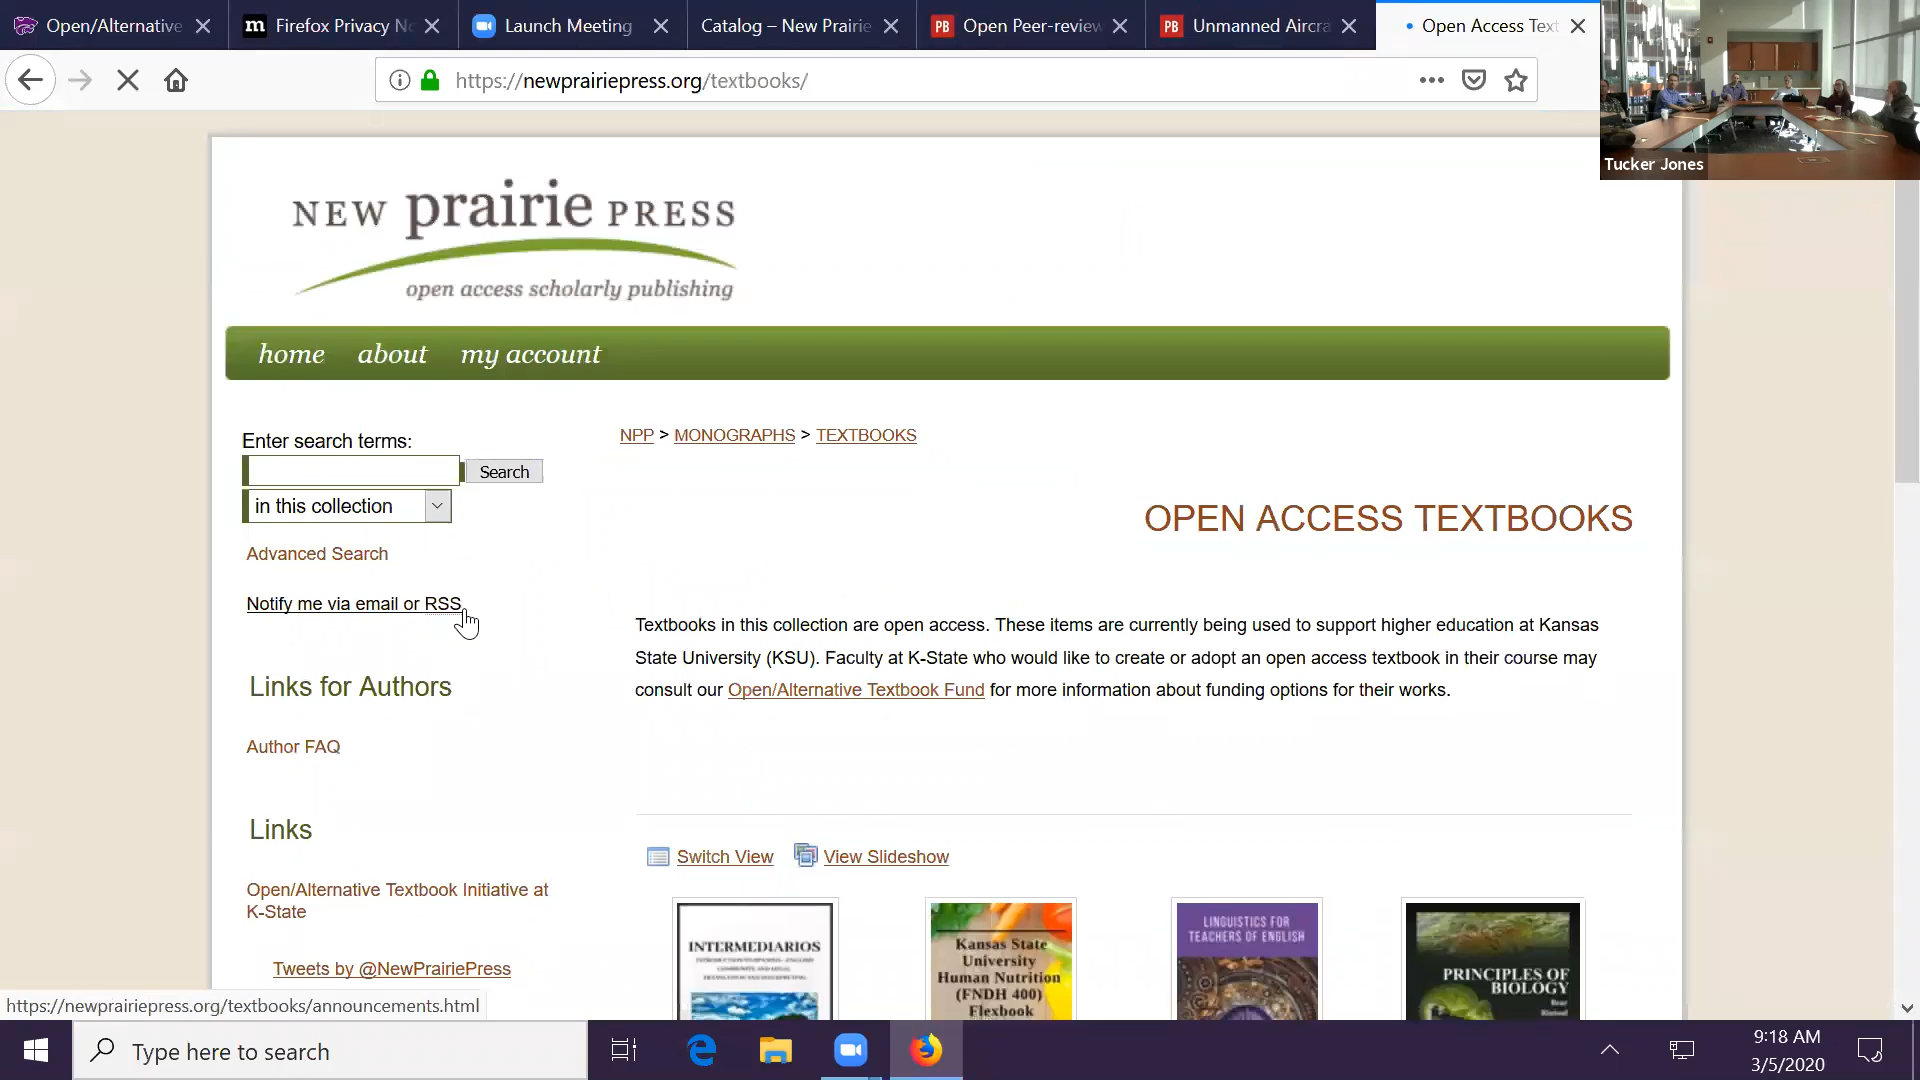 Open/Alternative
Firefox Privacy No
Launch Meeting
Catalog – New Prairie
PB Open Peer-review
PB Unmanned Aircra
Open Access Text
https://newprairiepress.org/textbooks/
Tucker Jones
NEW prairie PRESS
open access scholarly publishing
home about my account
Enter search terms:
Search
in this collection
Advanced Search
Notify me via email or RSS
Links for Authors
Author FAQ
Links
Open/Alternative Textbook Initiative at
K-State
Tweets by @NewPrairiePress
NPP > MONOGRAPHS > TEXTBOOKS
OPEN ACCESS TEXTBOOKS
Textbooks in this collection are open access. These items are currently being used to support higher education at Kansas
State University (KSU). Faculty at K-State who would like to create or adopt an open access textbook in their course may
consult our Open/Alternative Textbook Fund for more information about funding options for their works.
Switch View
View Slideshow
INTERMEDIARIOS
Kansas State
University
Human Nutrition
(FNDH 400)
Flexbook
LINGUISTICS FOR
TEACHERS OF ENGLISH
PRINCIPLES OF
BIOLOGY
https://newprairiepress.org/textbooks/announcements.html
Type here to search
9:18 AM
3/5/2020